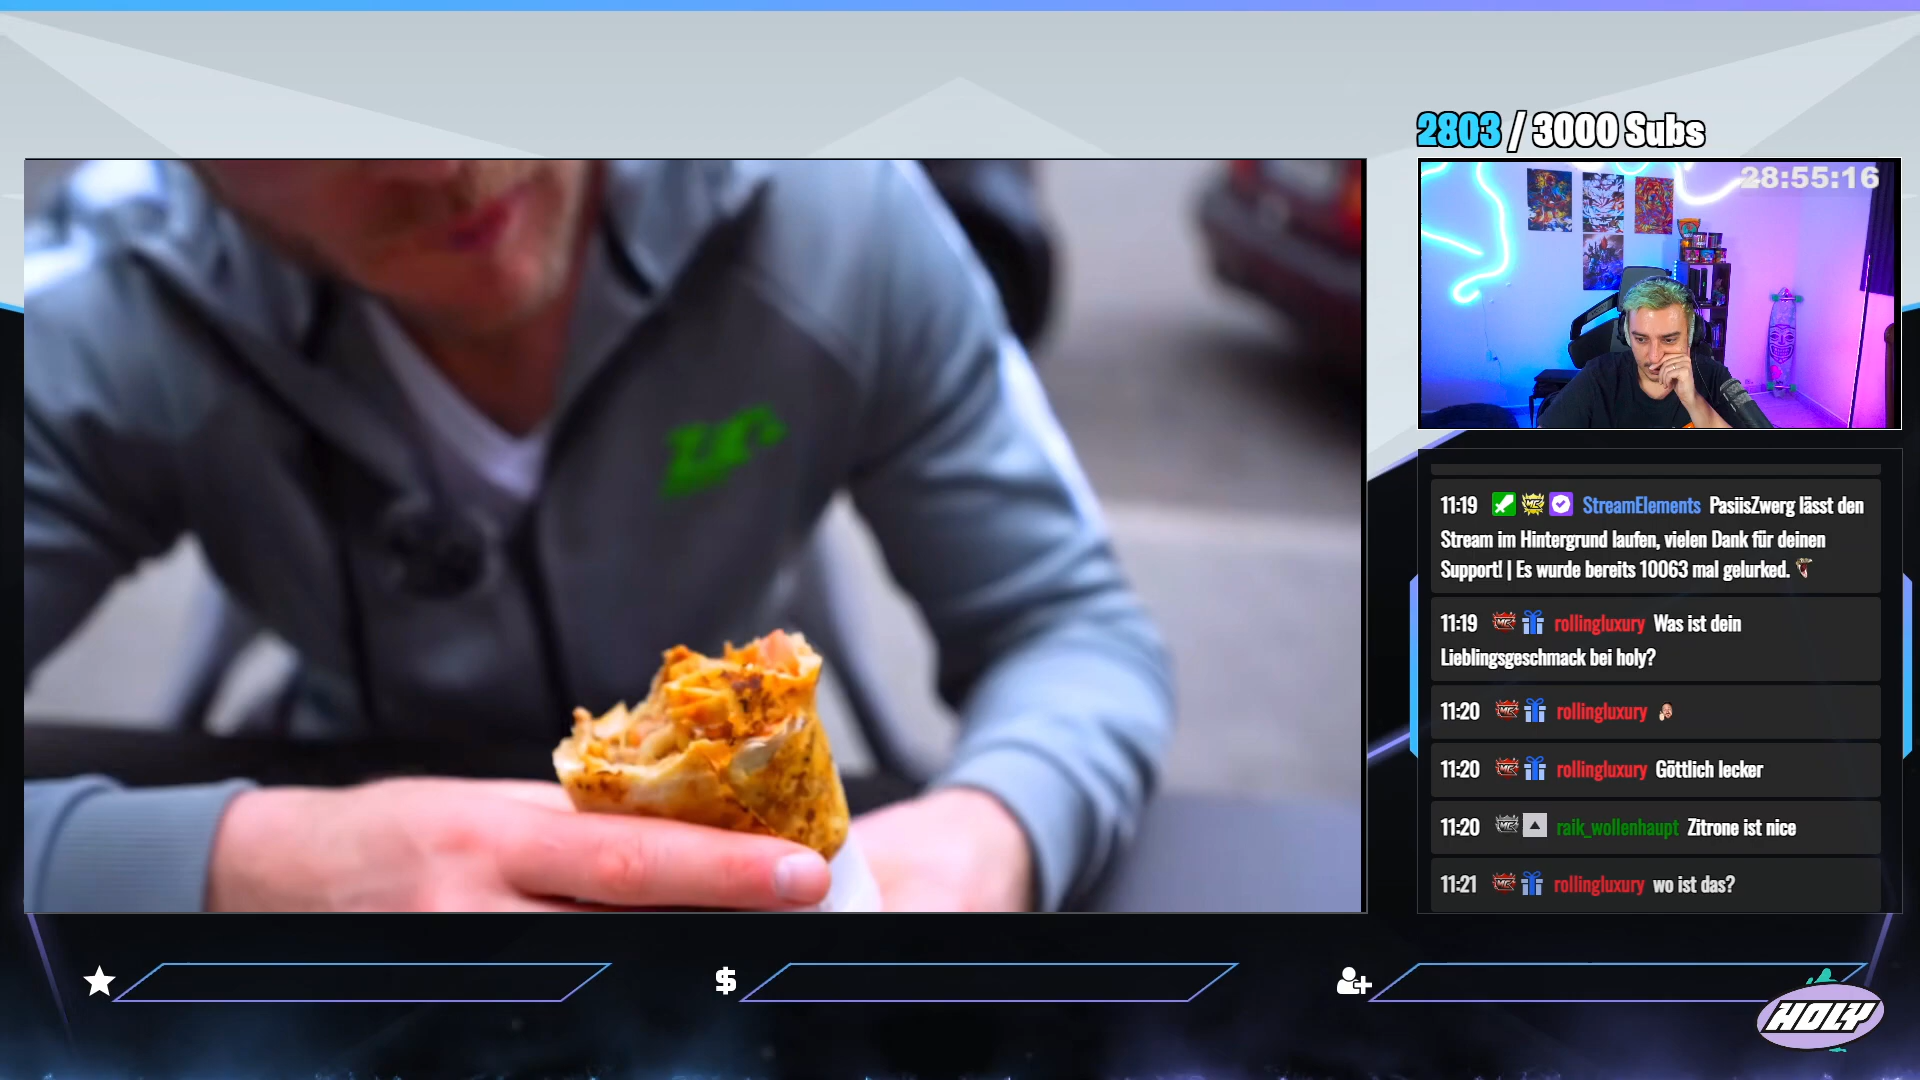 2803 / 3000 Subs
28:55:16
11:19 StreamElements PasiisZwerg lässt den
Stream im Hintergrund laufen, vielen Dank für deinen
Support! | Es wurde bereits 10063 mal gelurked.
11:19 rollingluxury Was ist dein
Lieblingsgeschmack bei holy?
11:20 rollingluxury
11:20 rollingluxury Göttlich lecker
11:20 raik_wollenhaupt Zitrone ist nice
11:21 rollingluxury wo ist das?
$
HOLY